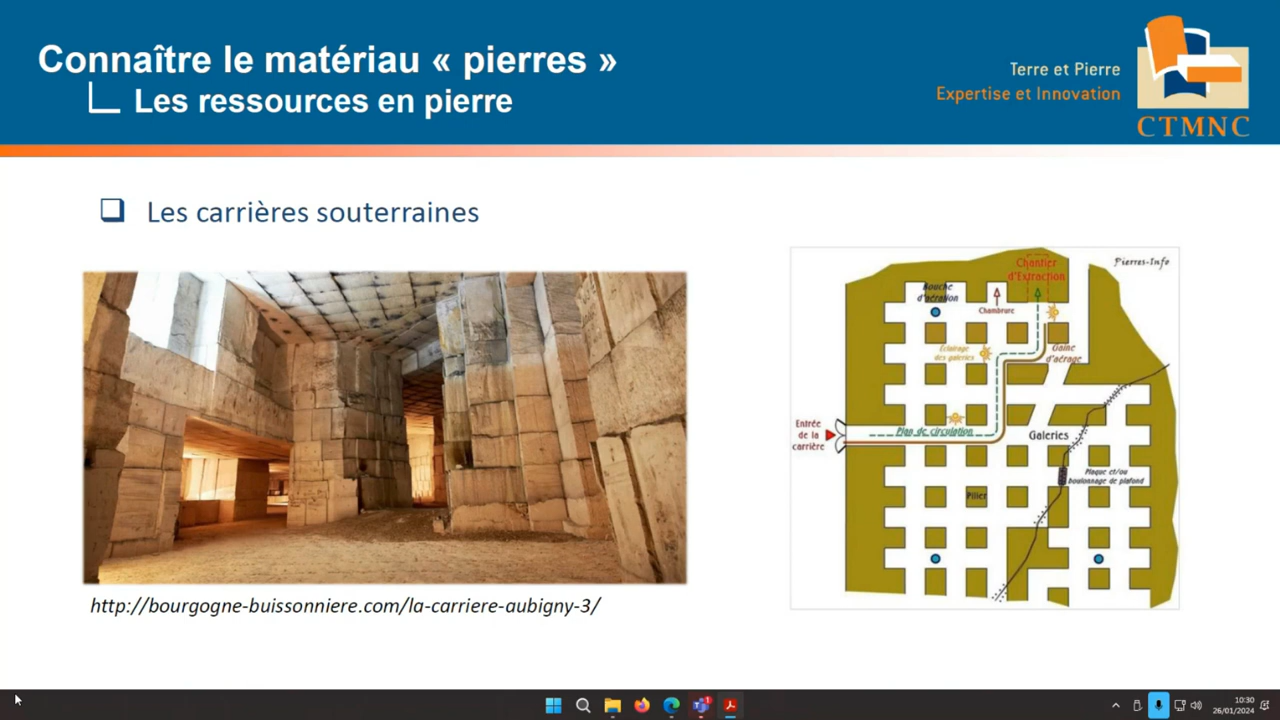 Connaître le matériau « pierres »
Les ressources en pierre
Terre et Pierre
Expertise et Innovation
CTMNC
Les carrières souterraines
http://bourgogne-buissonniere.com/la-carriere-aubigny-3/
Pierres-Info
Chantier
d'Extraction
Bouche
d'aération
Chambrure
Eclairage
des galeries
Gaine
d'aérage
Entrée
de la
carrière
Plan de circulation
Galeries
Plaque et/ou
boulonnage de plafond
Pilier
1
10:30
26/01/2024